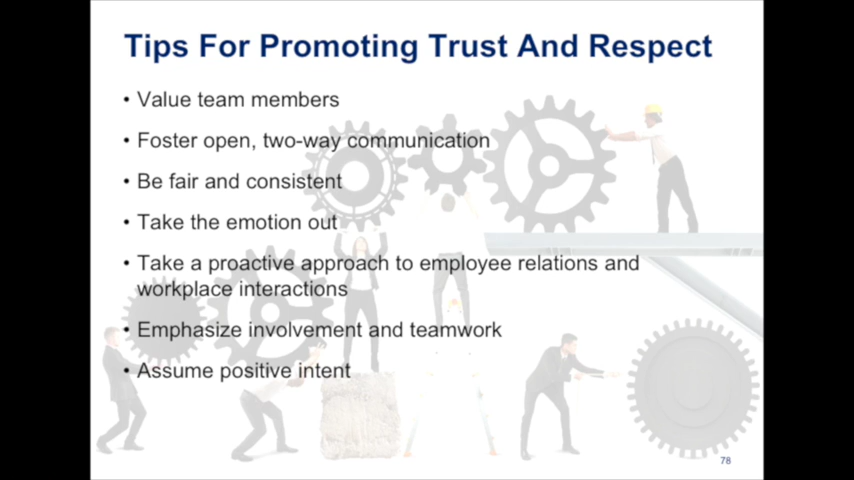 Tips For Promoting Trust And Respect
• Value team members
• Foster open, two-way communication
• Be fair and consistent
• Take the emotion out
• Take a proactive approach to employee relations and
workplace interactions
• Emphasize involvement and teamwork
• Assume positive intent
78